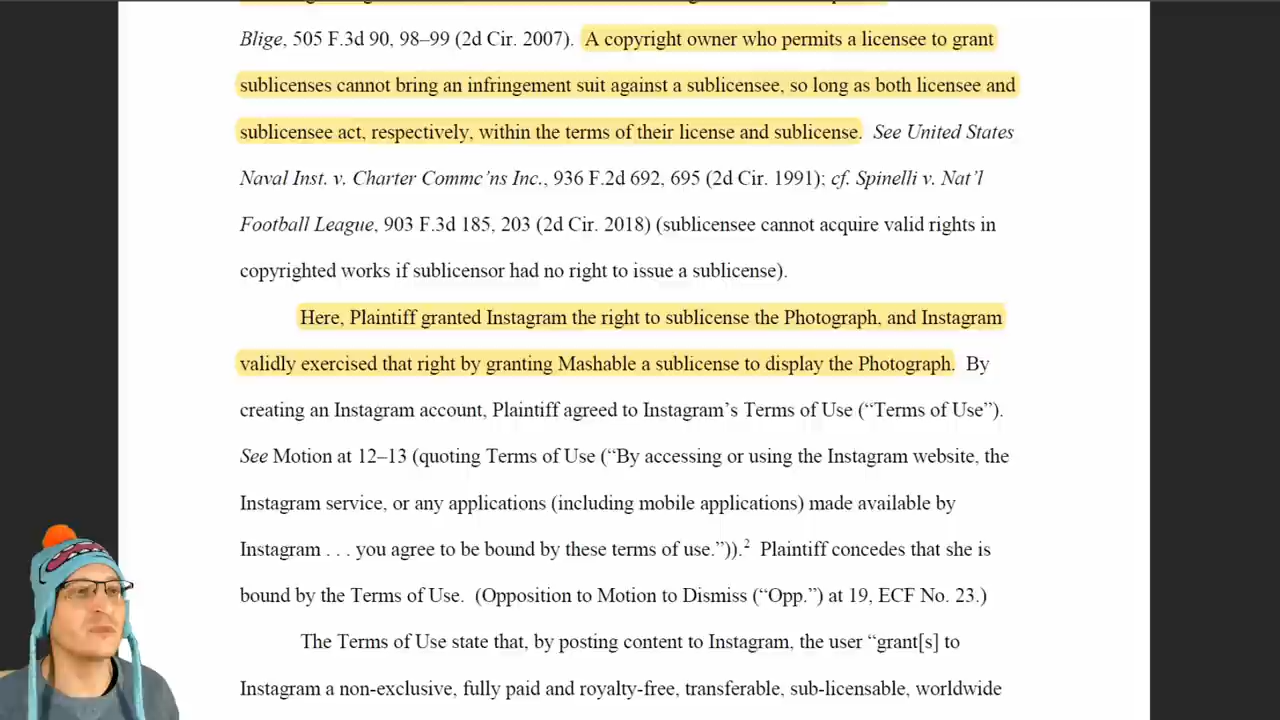 Blige, 505 F.3d 90, 98–99 (2d Cir. 2007). A copyright owner who permits a licensee to grant
sublicenses cannot bring an infringement suit against a sublicensee, so long as both licensee and
sublicensee act, respectively, within the terms of their license and sublicense. See United States
Naval Inst. v. Charter Commc'ns Inc., 936 F.2d 692, 695 (2d Cir. 1991); cf. Spinelli v. Nat'l
Football League, 903 F.3d 185, 203 (2d Cir. 2018) (sublicensee cannot acquire valid rights in
copyrighted works if sublicensor had no right to issue a sublicense).
Here, Plaintiff granted Instagram the right to sublicense the Photograph, and Instagram
validly exercised that right by granting Mashable a sublicense to display the Photograph. By
creating an Instagram account, Plaintiff agreed to Instagram's Terms of Use (“Terms of Use”).
See Motion at 12–13 (quoting Terms of Use (“By accessing or using the Instagram website, the
Instagram service, or any applications (including mobile applications) made available by
Instagram . . . you agree to be bound by these terms of use.”)).2 Plaintiff concedes that she is
bound by the Terms of Use. (Opposition to Motion to Dismiss (“Opp.”) at 19, ECF No. 23.)
The Terms of Use state that, by posting content to Instagram, the user “grant[s] to
Instagram a non-exclusive, fully paid and royalty-free, transferable, sub-licensable, worldwide